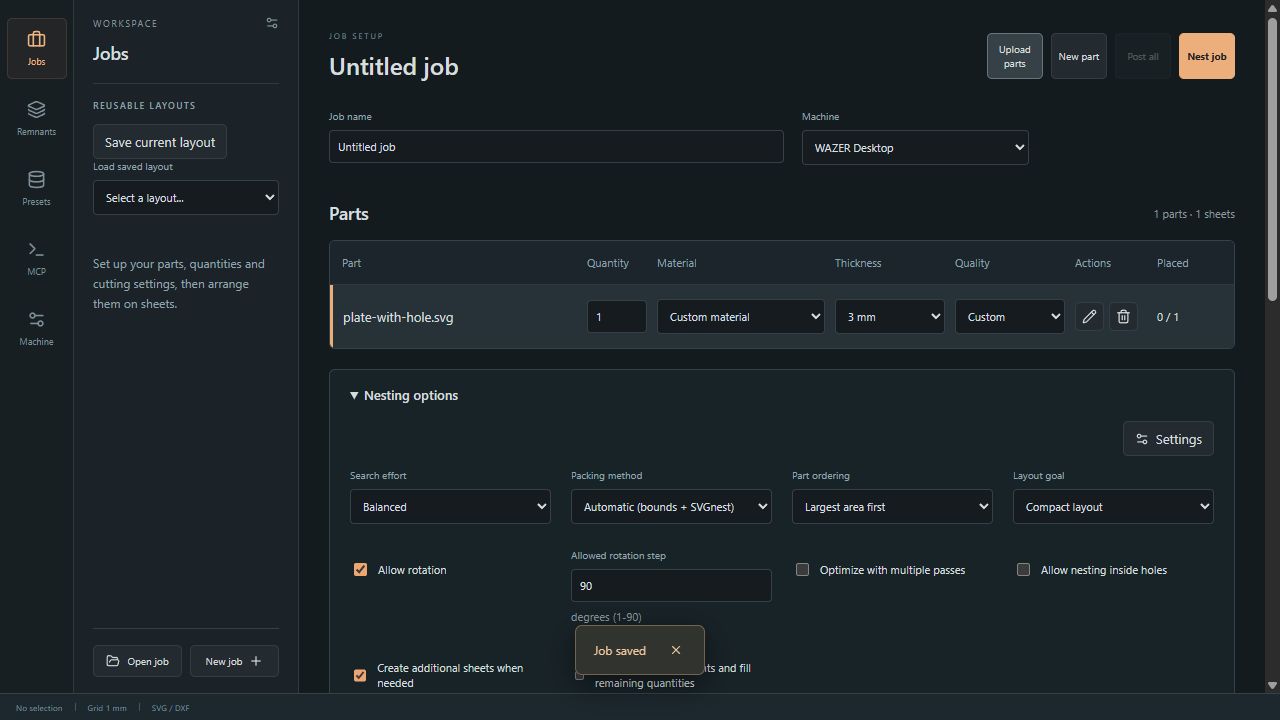 Jobs
Remnants
Presets
MCP
Machine
WORKSPACE
Jobs
REUSABLE LAYOUTS
Save current layout
Load saved layout
Select a layout...
Set up your parts, quantities and
cutting settings, then arrange
them on sheets.
Open job
New job
JOB SETUP
Untitled job
Upload
parts
New part
Post all
Nest job
Job name
Untitled job
Machine
WAZER Desktop
Parts
1 parts · 1 sheets
Part Quantity Material Thickness Quality Actions Placed
plate-with-hole.svg 1 Custom material 3 mm Custom 0 / 1
Nesting options
Settings
Search effort
Balanced
Packing method
Automatic (bounds + SVGnest)
Part ordering
Largest area first
Layout goal
Compact layout
Allow rotation
Allowed rotation step
90
degrees (1-90)
Optimize with multiple passes
Allow nesting inside holes
Create additional sheets when
needed
and fill
remaining quantities
Job saved
No selection
Grid 1 mm
SVG / DXF